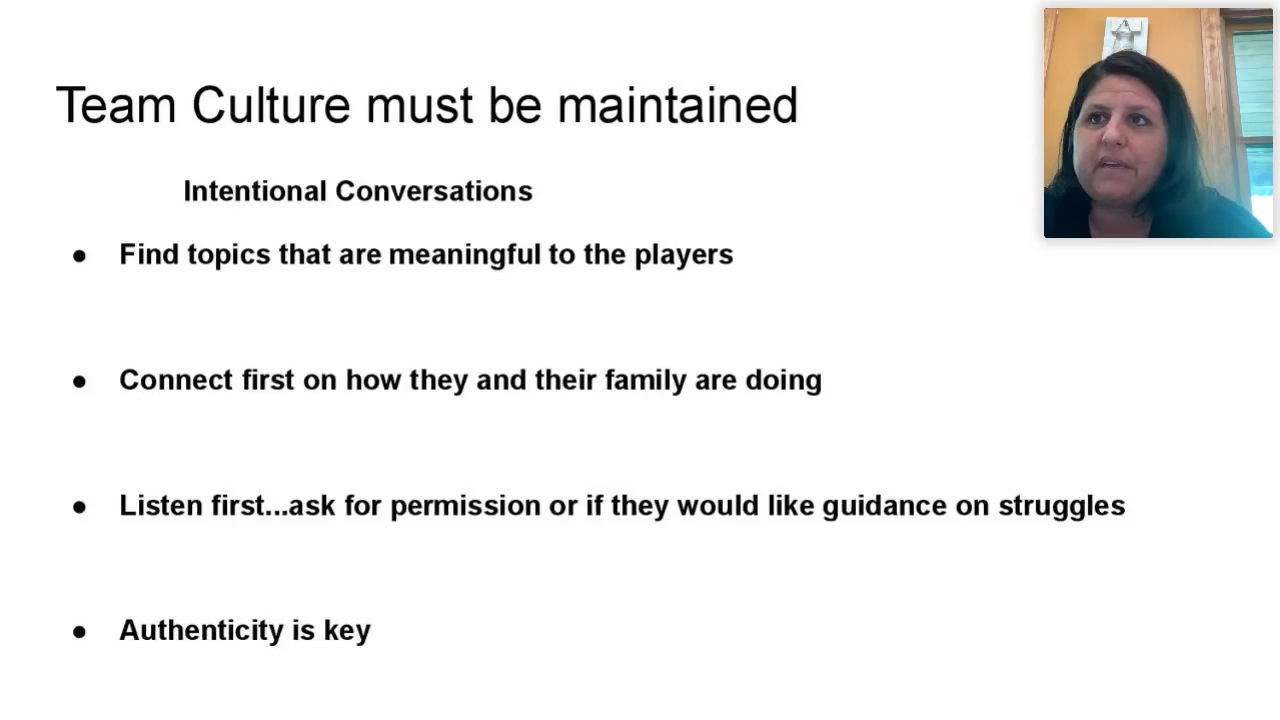 Team Culture must be maintained
Intentional Conversations
● Find topics that are meaningful to the players
● Connect first on how they and their family are doing
● Listen first...ask for permission or if they would like guidance on struggles
● Authenticity is key